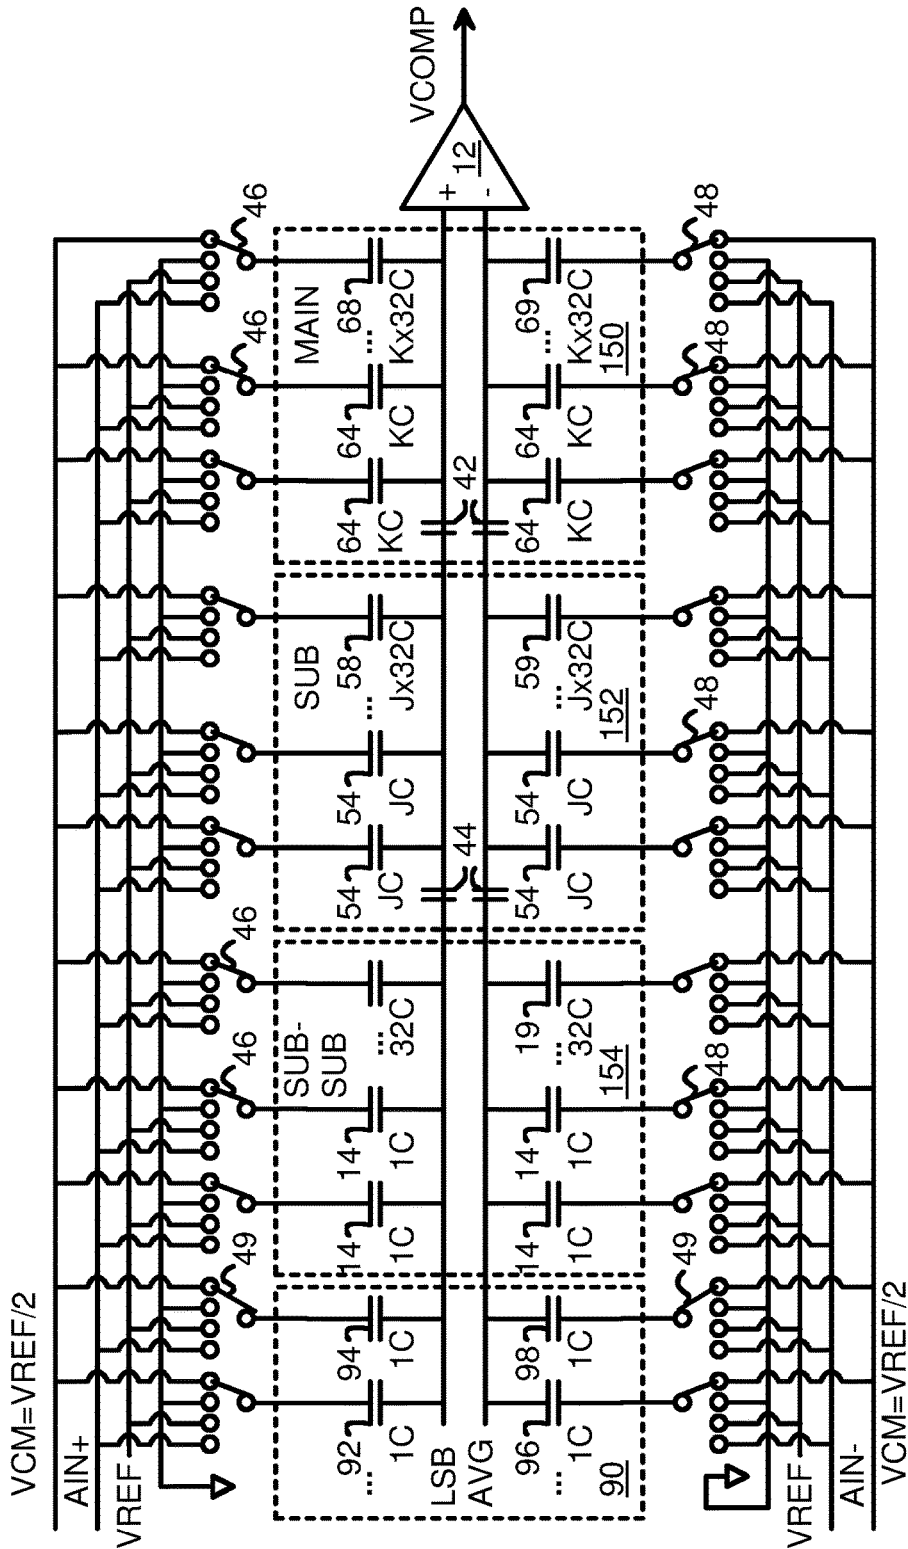 VCM=VREF/2
AIN+
VREF
49
46
46
46
46
SUB-
SUB
SUB
MAIN
92
94
14
14
54
54
58
64
64
68
...
1C
1C
1C
1C
...
32C
JC
JC
...
Jx32C
KC
KC
...
Kx32C
LSB
AVG
44
42
+
-
12
VCOMP
96
98
14
14
19
54
54
59
64
64
69
...
1C
1C
1C
1C
...
32C
JC
JC
...
Jx32C
KC
KC
...
Kx32C
90
154
152
150
49
48
48
48
48
VREF
AIN-
VCM=VREF/2